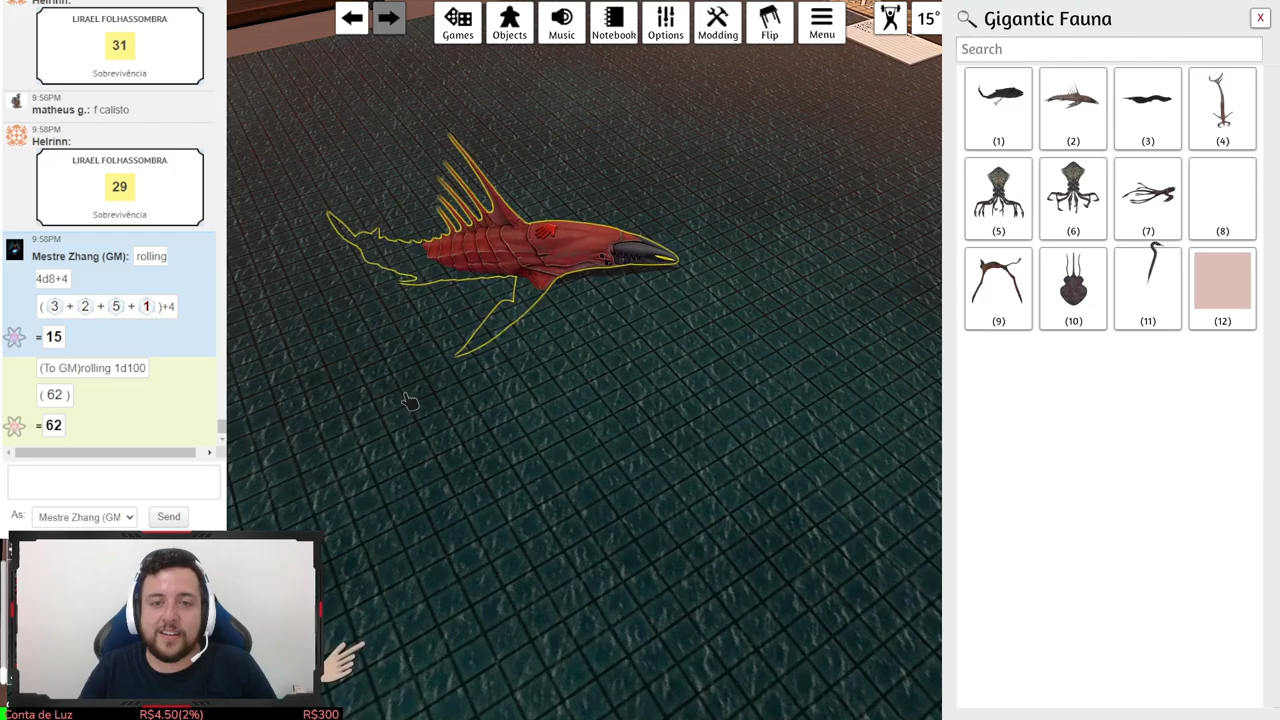 Helrinn:
LIRAEL FOLHASSOMBRA
31
Sobrevivência
9:56PM
matheus g.: f calisto
9:58PM
Helrinn:
LIRAEL FOLHASSOMBRA
29
Sobrevivência
9:58PM
Mestre Zhang (GM): rolling
4d8+4
( 3 + 2 + 5 + 1 )+4
= 15
(To GM)rolling 1d100
( 62 )
= 62
As: Mestre Zhang (GM Send
Conta de Luz R$4.50(2%) R$300
Games Objects Music Notebook Options Modding Flip Menu
15°
Gigantic Fauna X
Search
(1) (2) (3) (4)
(5) (6) (7) (8)
(9) (10) (11) (12)